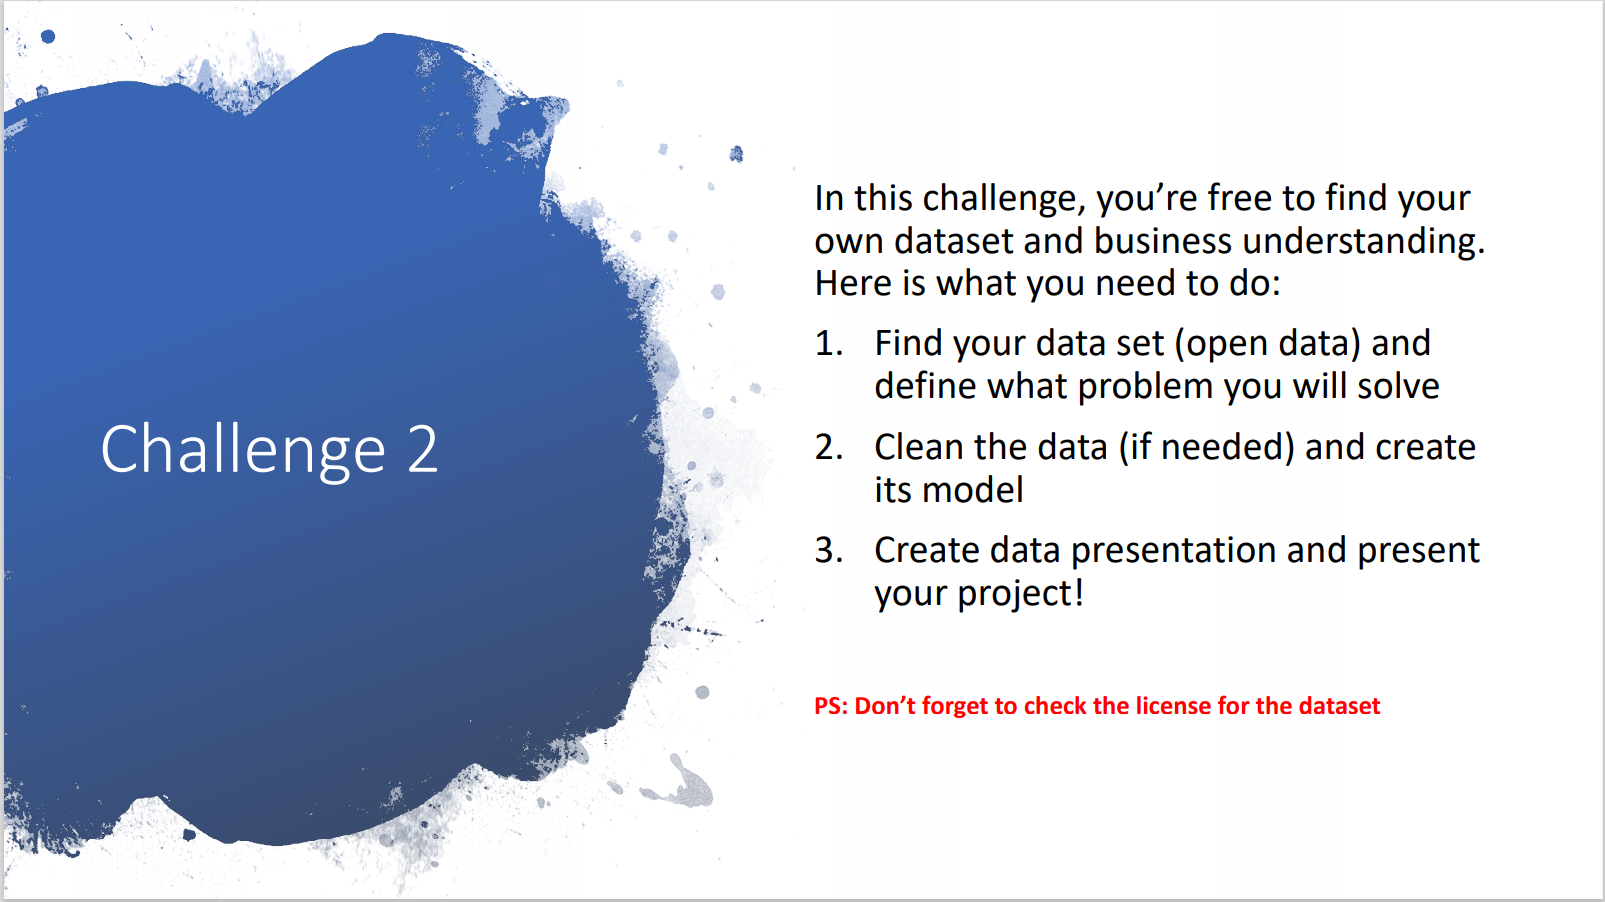 Challenge 2
In this challenge, you’re free to find your
own dataset and business understanding.
Here is what you need to do:
1. Find your data set (open data) and
define what problem you will solve
2. Clean the data (if needed) and create
its model
3. Create data presentation and present
your project!
PS: Don’t forget to check the license for the dataset